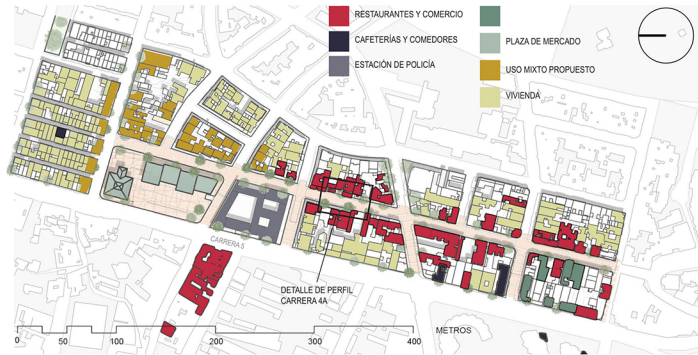 RESTAURANTES Y COMERCIO
CAFETERÍAS Y COMEDORES
ESTACIÓN DE POLICÍA
PLAZA DE MERCADO
USO MIXTO PROPUESTO
VIVIENDA
CARRERA 5
DETALLE DE PERFIL
CARRERA 4A
0 50 100 200 300 400 METROS